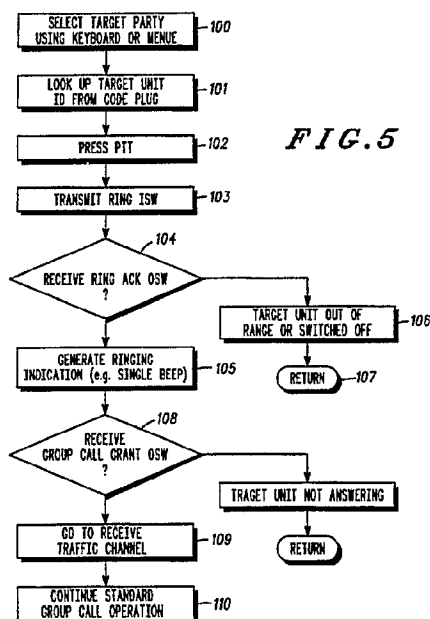 SELECT TARGET PARTY
USING KEYBOARD OR MENUE
100
LOOK UP TARGET UNIT
ID FROM CODE PLUG
101
PRESS PTT
102
FIG.5
TRANSMIT RING ISW
103
104
RECEIVE RING ACK OSW
?
TARGET UNIT OUT OF
RANGE OR SWITCHED OFF
106
GENERATE RINGING
INDICATION (e.g. SINGLE BEEP)
105
RETURN
107
108
RECEIVE
GROUP CALL GRANT OSW
?
TRAGET UNIT NOT ANSWERING
GO TO RECEIVE
TRAFFIC CHANNEL
109
RETURN
CONTINUE STANDARD
GROUP CALL OPERATION
110